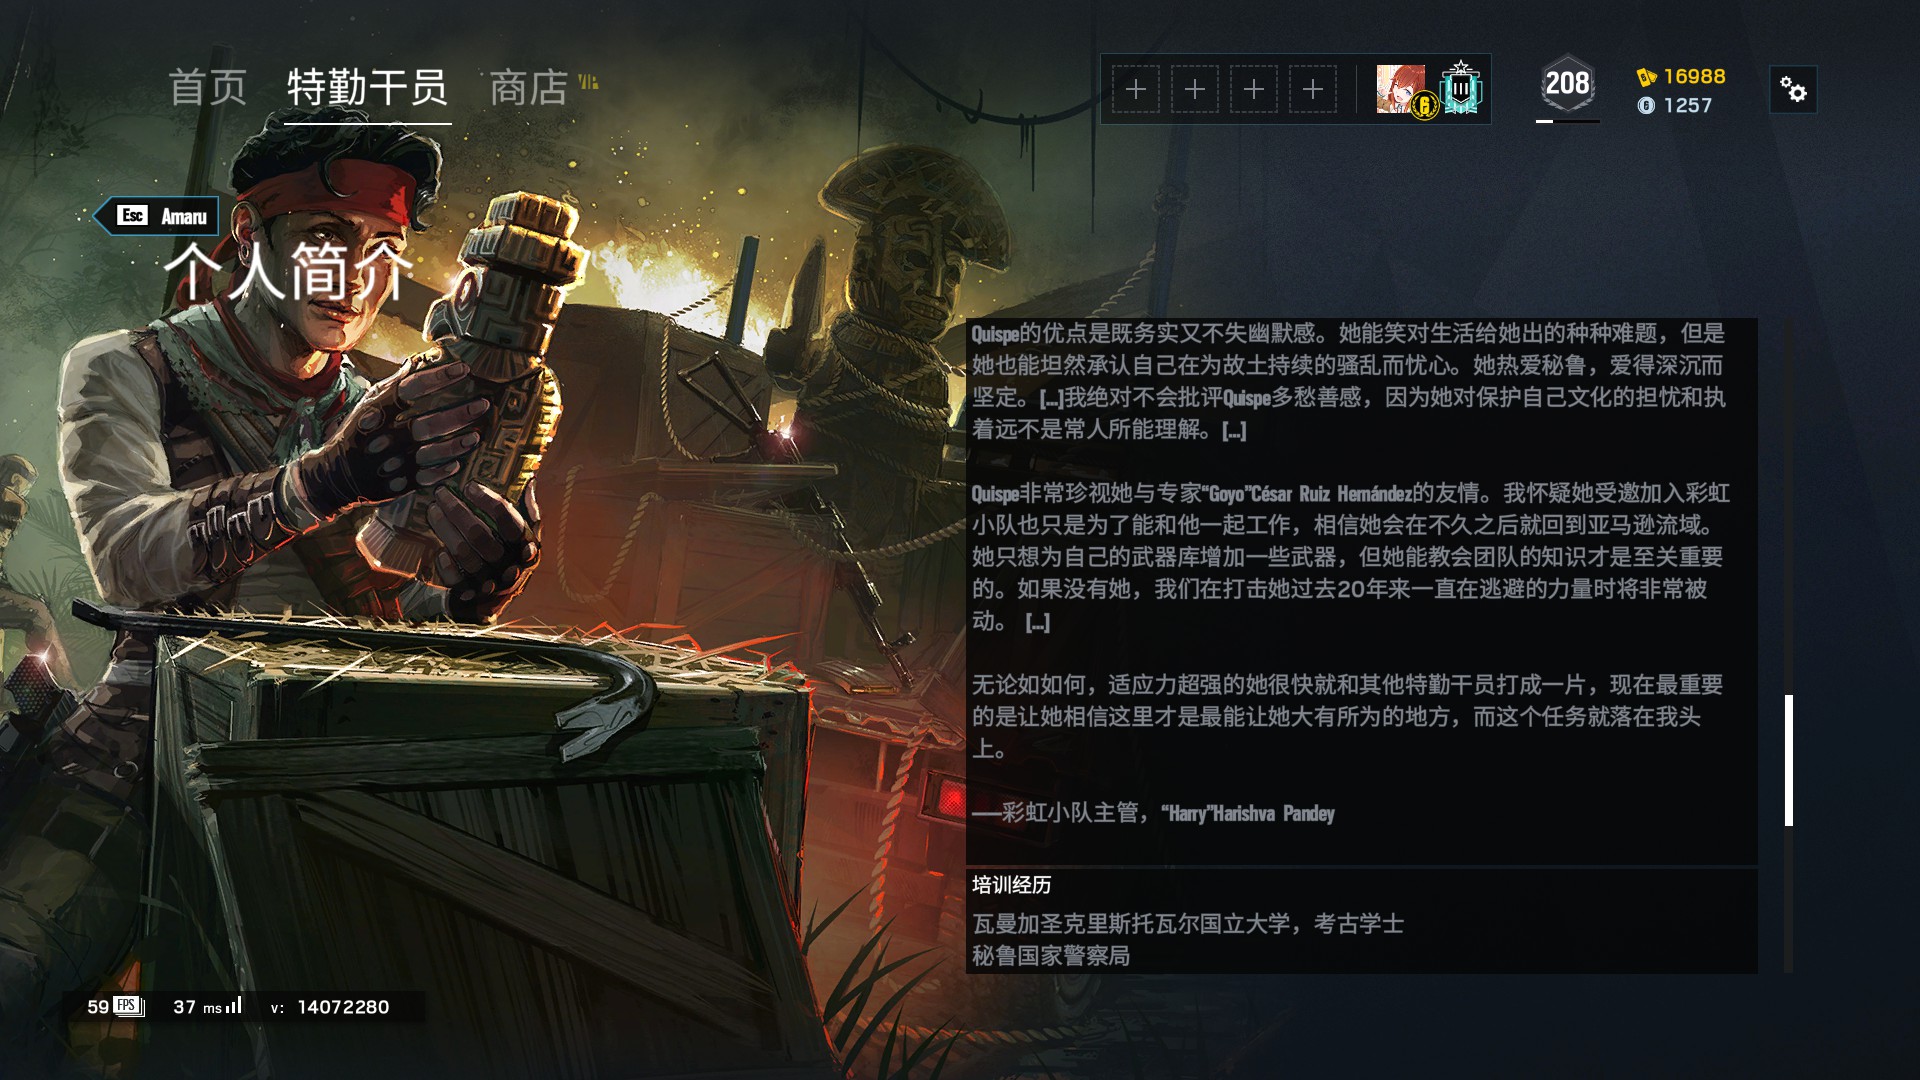 首页 特勤干员 商店
208
16988
1257
Esc Amaru
个人简介
Quispe的优点是既务实又不失幽默感。她能笑对生活给她出的种种难题，但是
她也能坦然承认自己在为故土持续的骚乱而忧心。她热爱秘鲁，爱得深沉而
坚定。[...]我绝对不会批评Quispe多愁善感，因为她对保护自己文化的担忧和执
着远不是常人所能理解。[...]
Quispe非常珍视她与专家“Goyo”César Ruiz Hernández的友情。我怀疑她受邀加入彩虹
小队也只是为了能和他一起工作，相信她会在不久之后就回到亚马逊流域。
她只想为自己的武器库增加一些武器，但她能教会团队的知识才是至关重要
的。如果没有她，我们在打击她过去20年来一直在逃避的力量时将非常被
动。 [...]
无论如如何，适应力超强的她很快就和其他特勤干员打成一片，现在最重要
的是让她相信这里才是最能让她大有所为的地方，而这个任务就落在我头
上。
——彩虹小队主管，“Harry”Harishva Pandey
培训经历
瓦曼加圣克里斯托瓦尔国立大学，考古学士
秘鲁国家警察局
59 FPS 37 ms v: 14072280